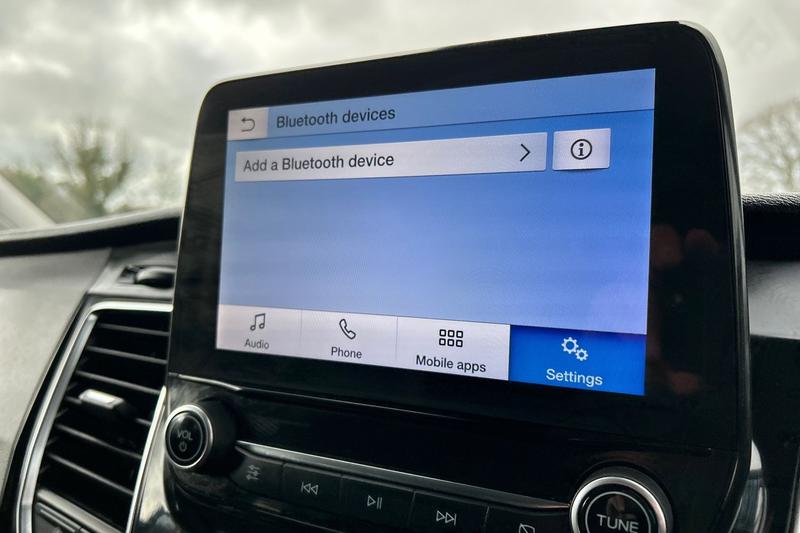 Bluetooth devices
Add a Bluetooth device
Audio
Phone
Mobile apps
Settings
VOL
TUNE